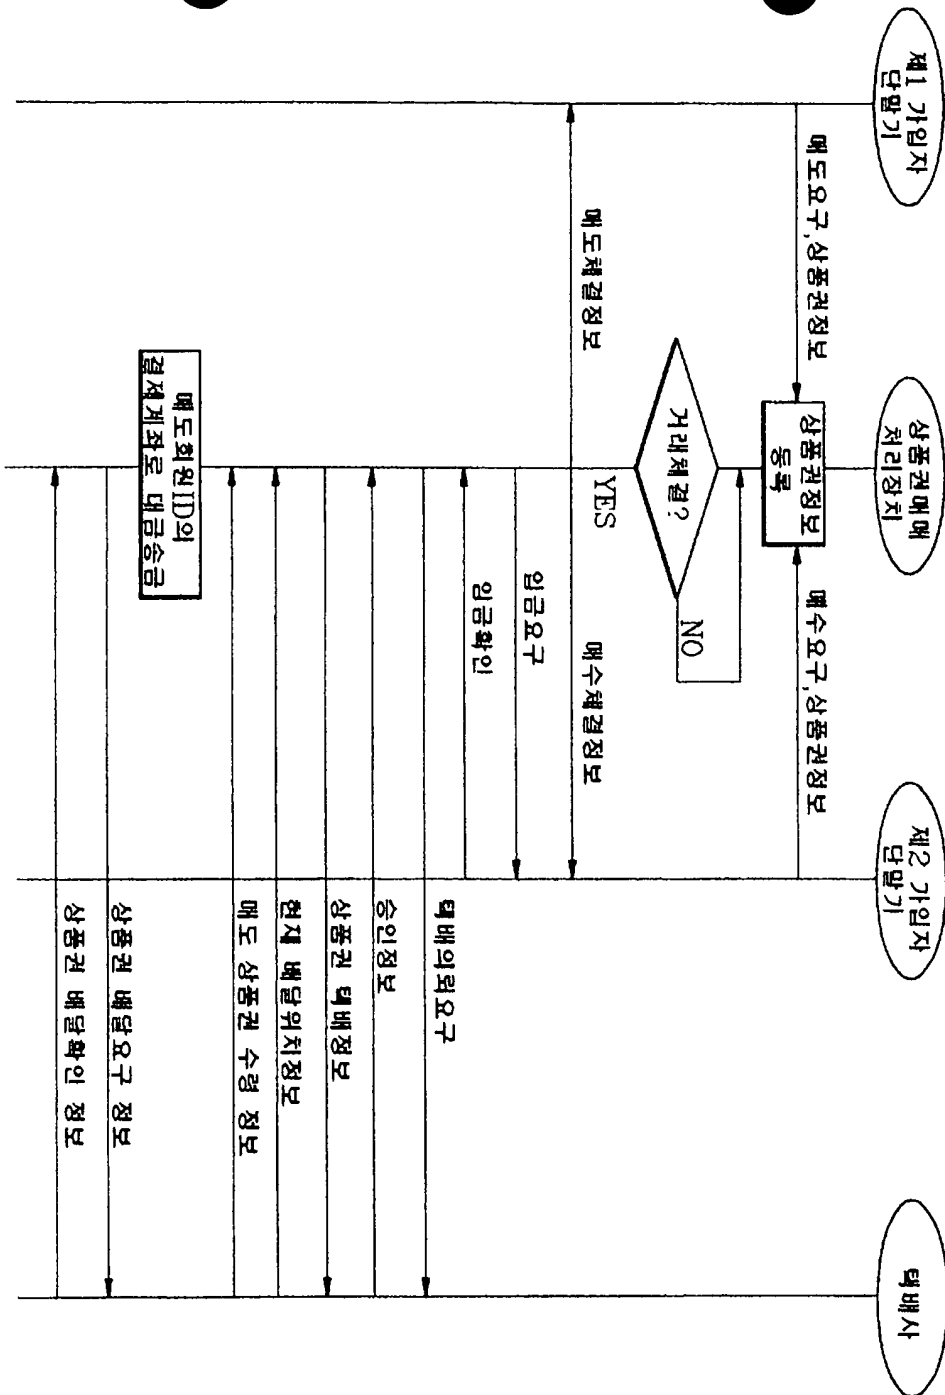 제1 가입자
단말기
상품권매매
처리장치
제2 가입자
단말기
택배사
매도요구,상품권정보
상품권정보
등록
매수요구,상품권정보
거래체결?
NO
YES
매도체결정보
매수체결정보
입금요구
입금확인
택배의뢰요구
승인정보
상품권 택배정보
현재 배달위치정보
매도 상품권 수령 정보
매도회원ID의
결제계좌로 대금송금
상품권 배달요구 정보
상품권 배달확인 정보